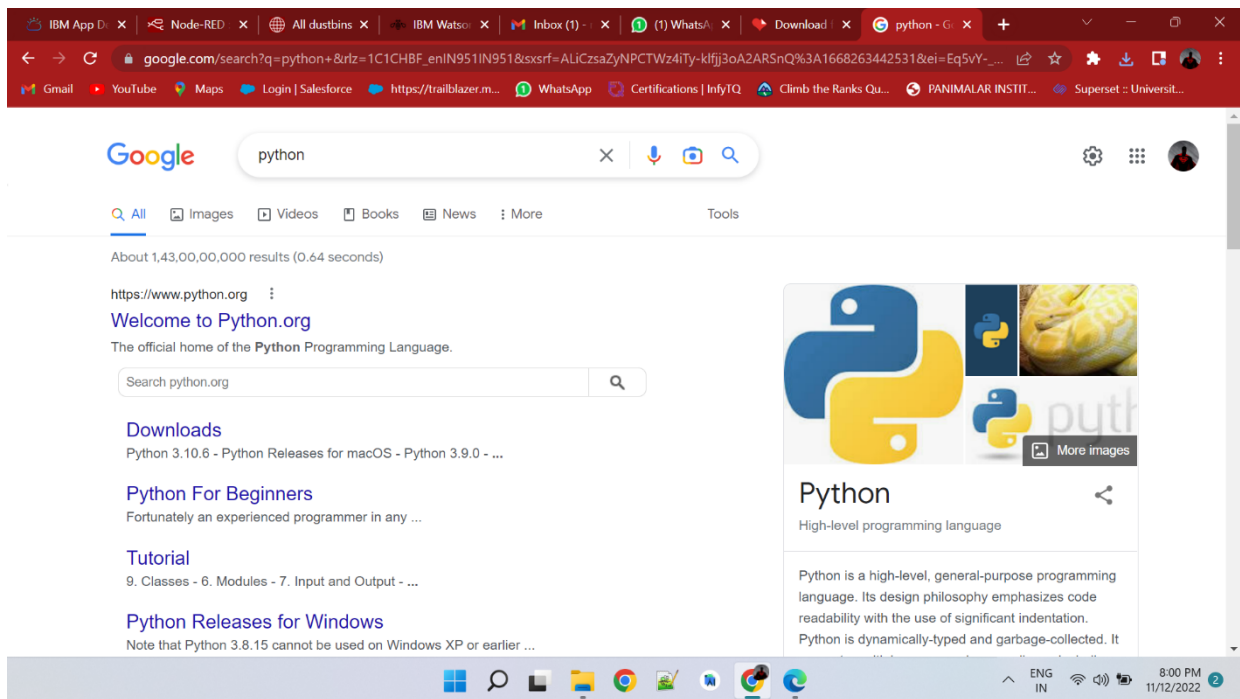 IBM App De
Node-RED :
All dustbins
IBM Watson
Inbox (1) -
(1) WhatsA
Download
python - Go
google.com/search?q=python+&rlz=1C1CHBF_enIN951IN951&sxsrf=ALiCzsaZyNPCTWz4iTy-klfjj3oA2ARSnQ%3A1668263442531&ei=Eq5vY-_...
Gmail
YouTube
Maps
Login | Salesforce
https://trailblazer.m...
WhatsApp
Certifications | InfyTQ
Climb the Ranks Qu...
PANIMALAR INSTIT...
Superset :: Universit...
Google
python
All
Images
Videos
Books
News
More
Tools
About 1,43,00,00,000 results (0.64 seconds)
https://www.python.org
Welcome to Python.org
The official home of the Python Programming Language.
Search python.org
Downloads
Python 3.10.6 - Python Releases for macOS - Python 3.9.0 - ...
Python For Beginners
Fortunately an experienced programmer in any ...
Tutorial
9. Classes - 6. Modules - 7. Input and Output - ...
Python Releases for Windows
Note that Python 3.8.15 cannot be used on Windows XP or earlier ...
pyth
More images
Python
High-level programming language
Python is a high-level, general-purpose programming
language. Its design philosophy emphasizes code
readability with the use of significant indentation.
Python is dynamically-typed and garbage-collected. It
ENG
IN
8:00 PM
11/12/2022
2